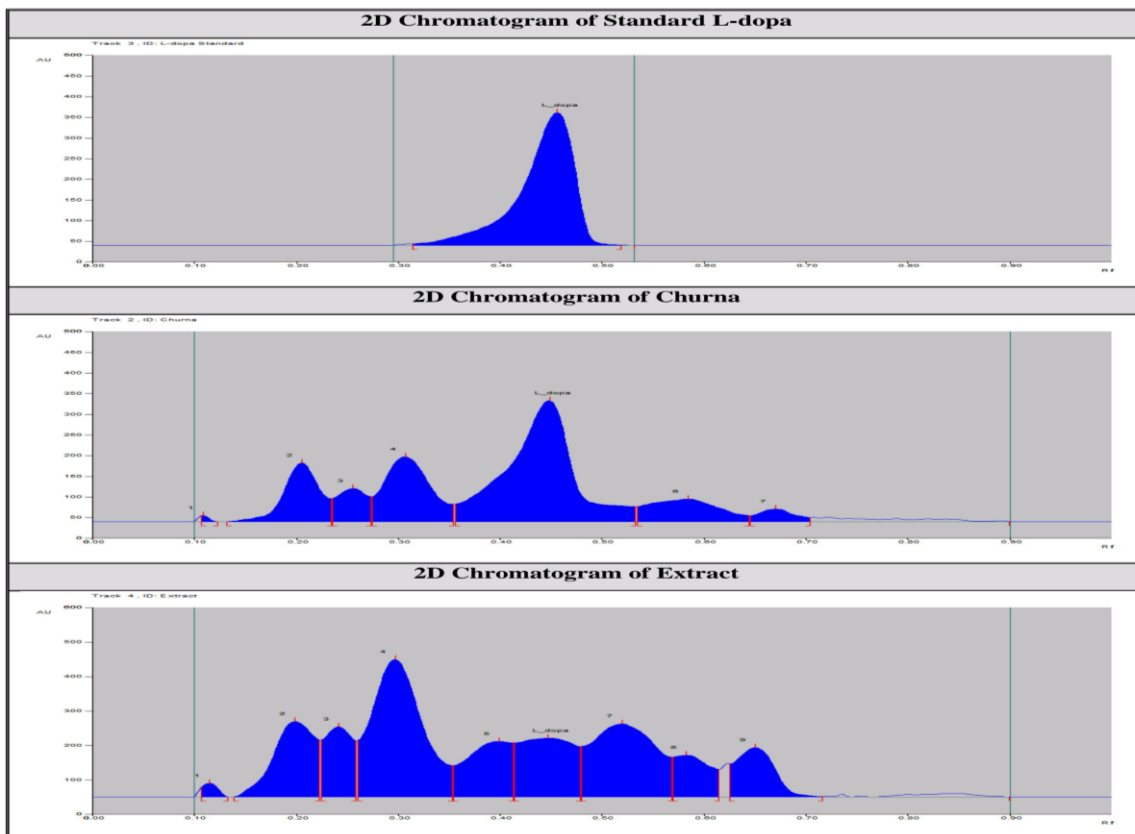 2D Chromatogram of Standard L-dopa
Track 3 , ID: L-dopa Standard
AU
500
450
400
350
300
250
200
150
100
50
0
L_dopa
0.00 0.10 0.20 0.30 0.40 0.50 0.60 0.70 0.80 0.90 Rf
2D Chromatogram of Churna
Track 2 , ID: Churna
AU
500
450
400
350
300
250
200
150
100
50
0
1 2 3 4 L_dopa 6 7
0.00 0.10 0.20 0.30 0.40 0.50 0.60 0.70 0.80 0.90 Rf
2D Chromatogram of Extract
Track 4 , ID: Extract
AU
600
500
400
300
200
100
0
1 2 3 4 5 L_dopa 7 8 9
0.00 0.10 0.20 0.30 0.40 0.50 0.60 0.70 0.80 0.90 Rf